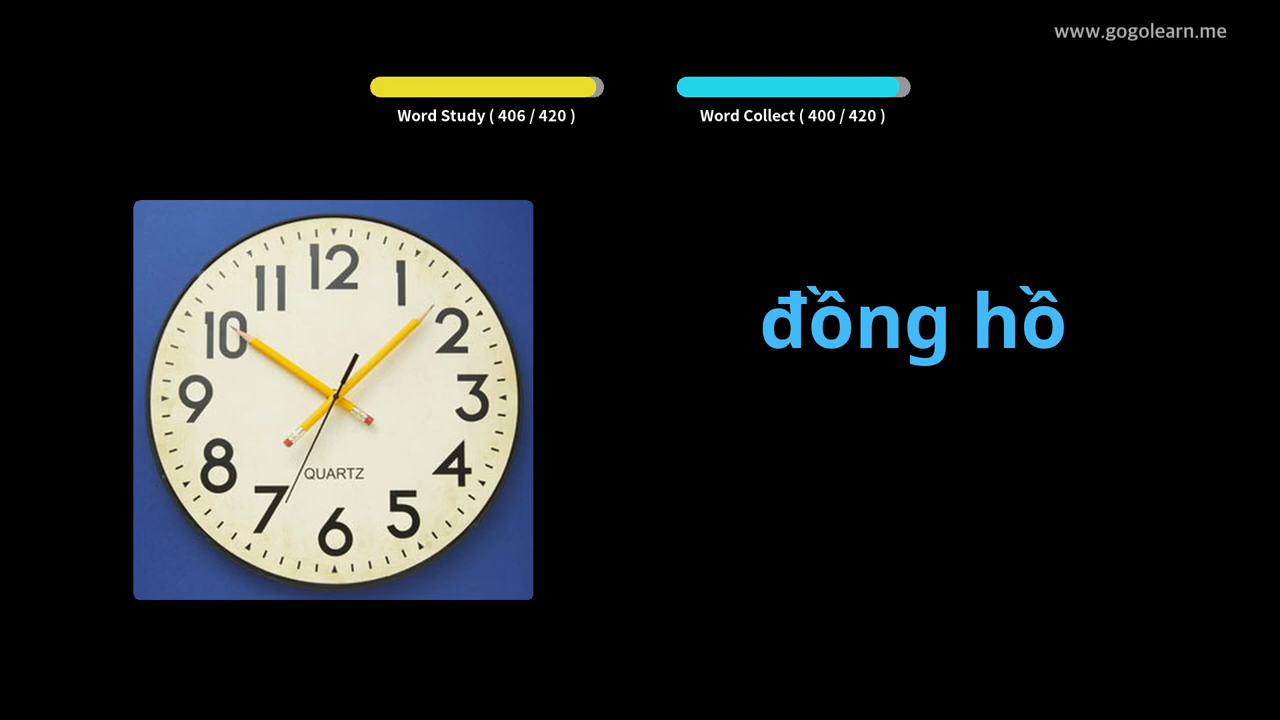 www.gogolearn.me
Word Study ( 406 / 420 )
Word Collect ( 400 / 420 )
12
11
1
10
2
9
3
8
4
7
5
6
QUARTZ
đồng hồ